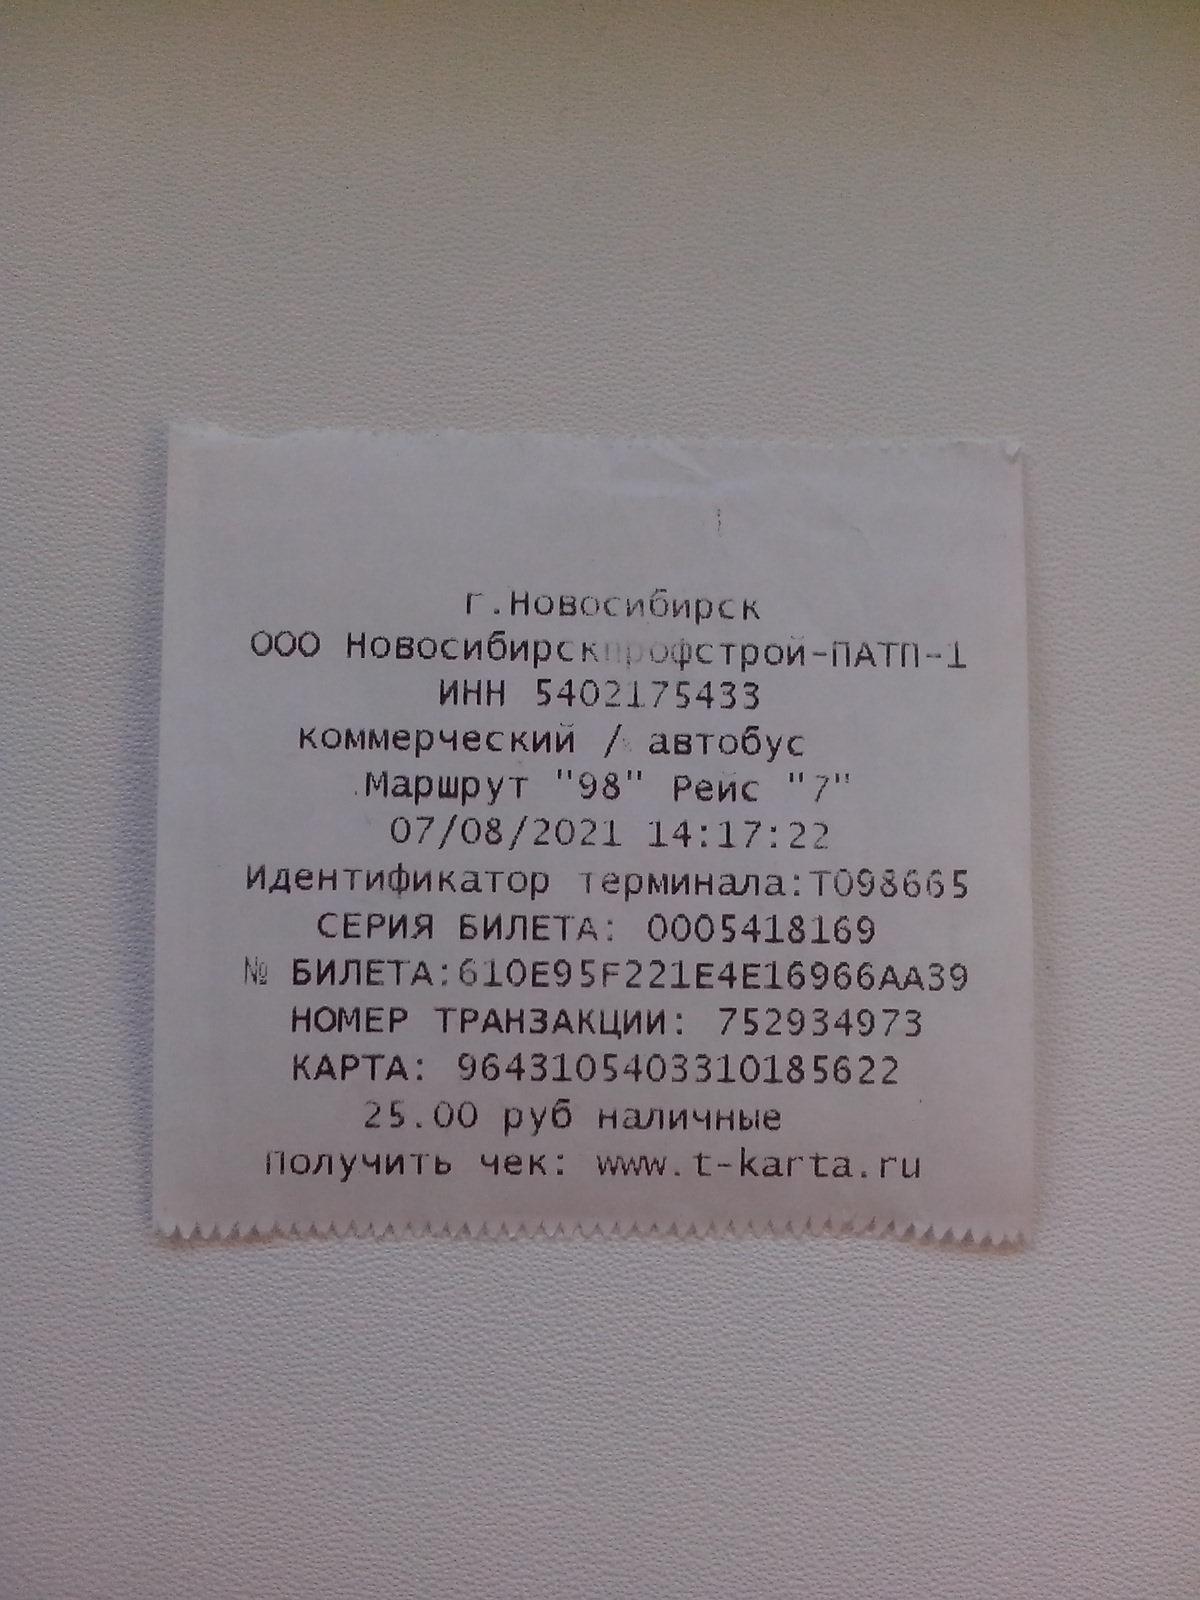 г.Новосибирск
ООО Новосибирскпрофстрой-ПАТП-1
ИНН 5402175433
коммерческий / автобус
Маршрут "98" Рейс "7"
07/08/2021 14:17:22
Идентификатор терминала:T098665
СЕРИЯ БИЛЕТА: 0005418169
№ БИЛЕТА:610E95F221E4E16966AA39
НОМЕР ТРАНЗАКЦИИ: 752934973
КАРТА: 9643105403310185622
25.00 руб наличные
Получить чек: www.t-karta.ru